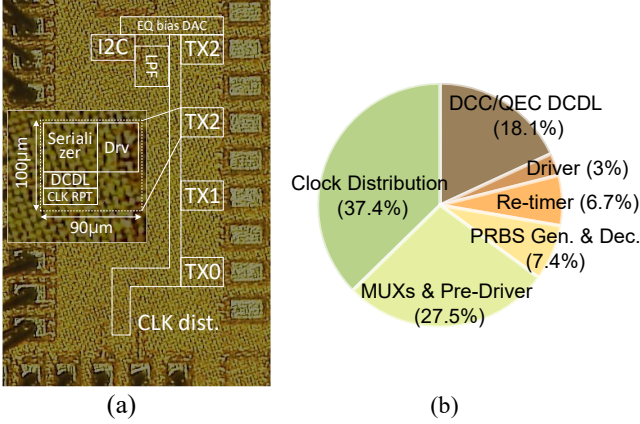 EQ bias DAC
I2C
TX2
LPF
TX2
Seriali
zer
Drv
100μm
DCDL
CLK RPT
90μm
TX1
TX0
CLK dist.
(a)
DCC/QEC DCDL
(18.1%)
Driver (3%)
Re-timer (6.7%)
PRBS Gen. & Dec.
(7.4%)
Clock Distribution
(37.4%)
MUXs & Pre-Driver
(27.5%)
(b)